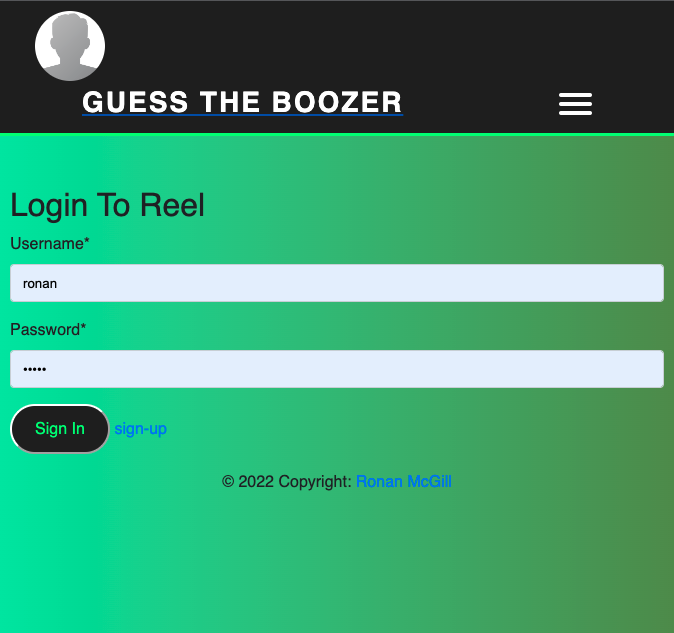 GUESS THE BOOZER
Login To Reel
Username*
ronan
Password*
•••••
Sign In sign-up
© 2022 Copyright: Ronan McGill